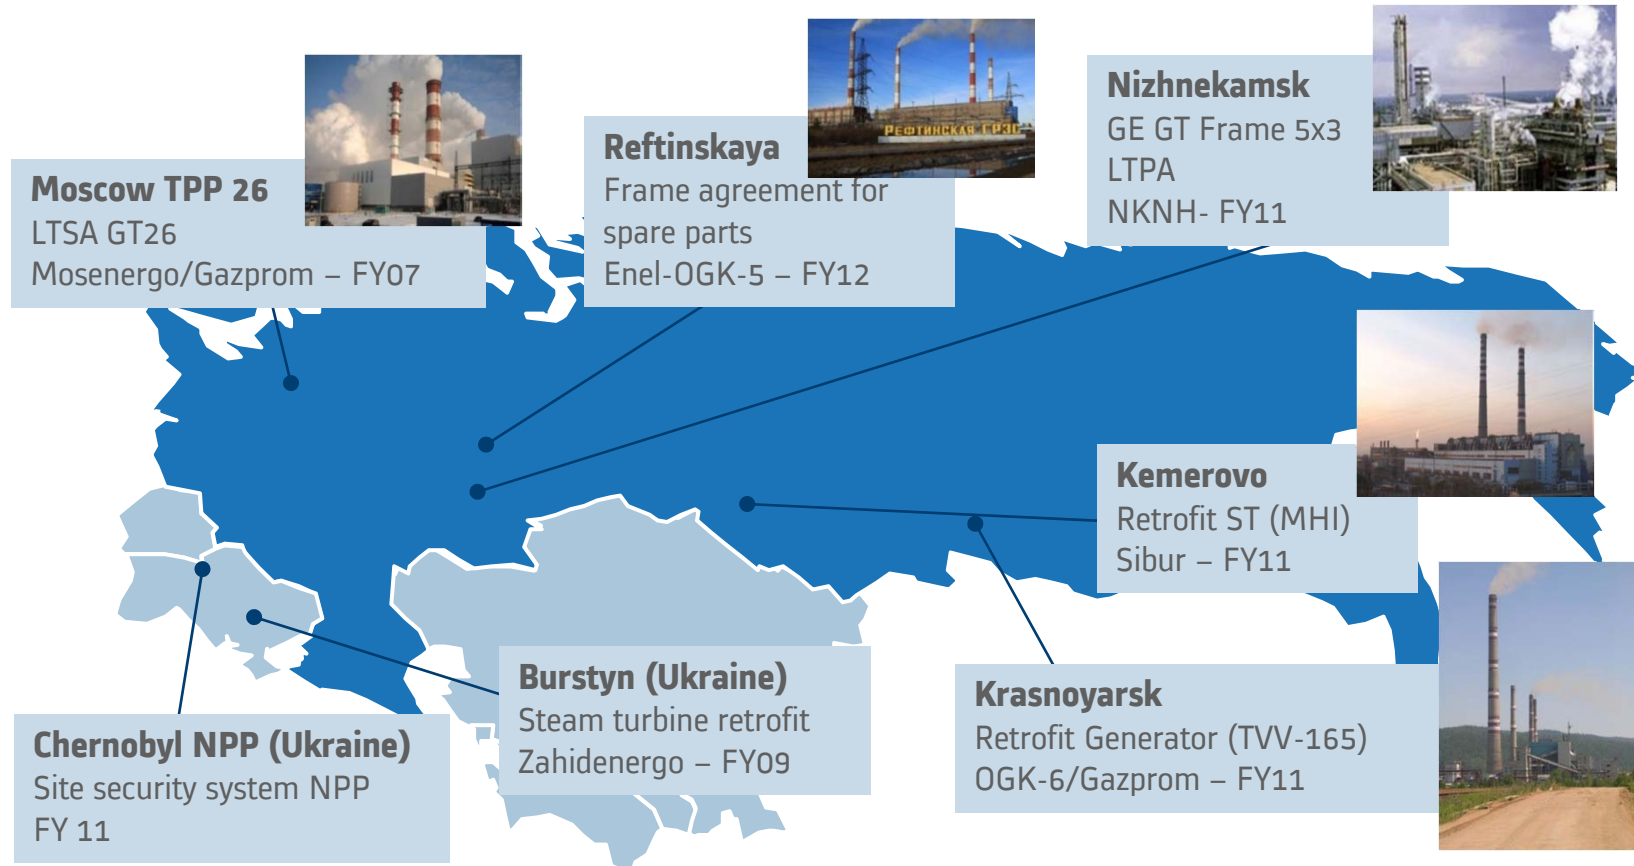 Moscow TPP 26
LTSA GT26
Mosenergo/Gazprom – FY07
Reftinskaya
Frame agreement for
spare parts
Enel-OGK-5 – FY12
РЕФТИНСКАЯ ГРЭС
Nizhnekamsk
GE GT Frame 5x3
LTPA
NKNH- FY11
Kemerovo
Retrofit ST (MHI)
Sibur – FY11
Burstyn (Ukraine)
Steam turbine retrofit
Zahidenergo – FY09
Krasnoyarsk
Retrofit Generator (TVV-165)
OGK-6/Gazprom – FY11
Chernobyl NPP (Ukraine)
Site security system NPP
FY 11